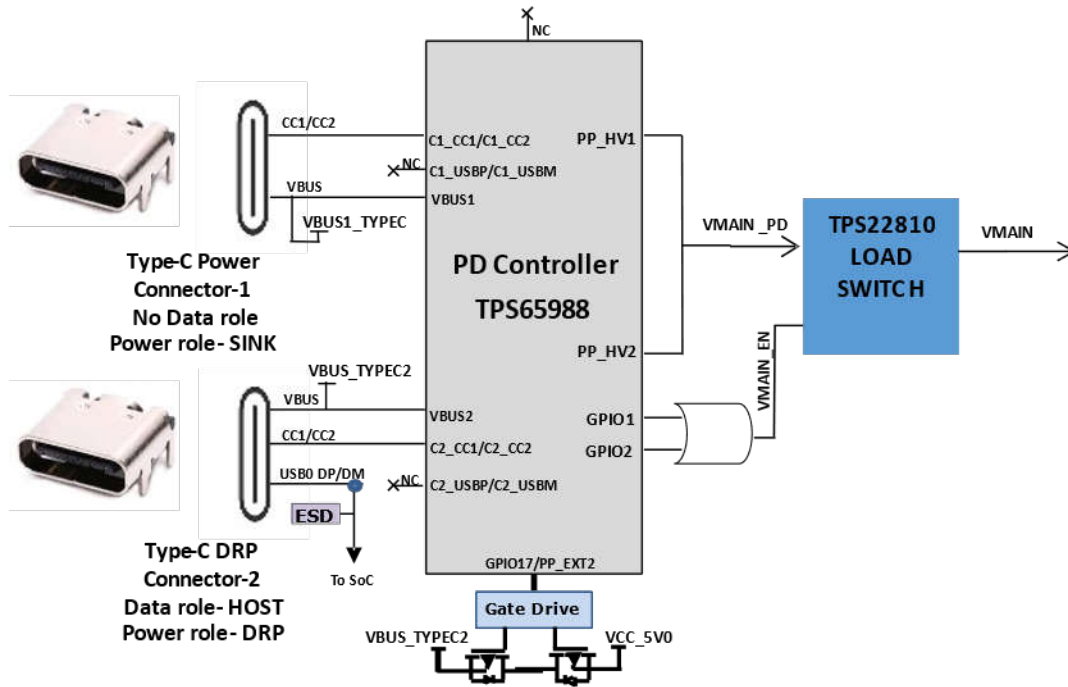 NC
CC1/CC2
C1_CC1/C1_CC2
PP_HV1
NC
C1_USBP/C1_USBM
VBUS
VBUS1
VBUS1_TYPEC
VMAIN_PD
TPS22810
LOAD
SWITCH
VMAIN
Type-C Power
Connector-1
No Data role
Power role- SINK
PD Controller
TPS65988
VBUS_TYPEC2
PP_HV2
VMAIN_EN
VBUS
VBUS2
GPIO1
CC1/CC2
C2_CC1/C2_CC2
GPIO2
USB0 DP/DM
NC
C2_USBP/C2_USBM
ESD
Type-C DRP
Connector-2
Data role- HOST
Power role- DRP
To SoC
GPIO17/PP_EXT2
Gate Drive
VBUS_TYPEC2
VCC_5V0